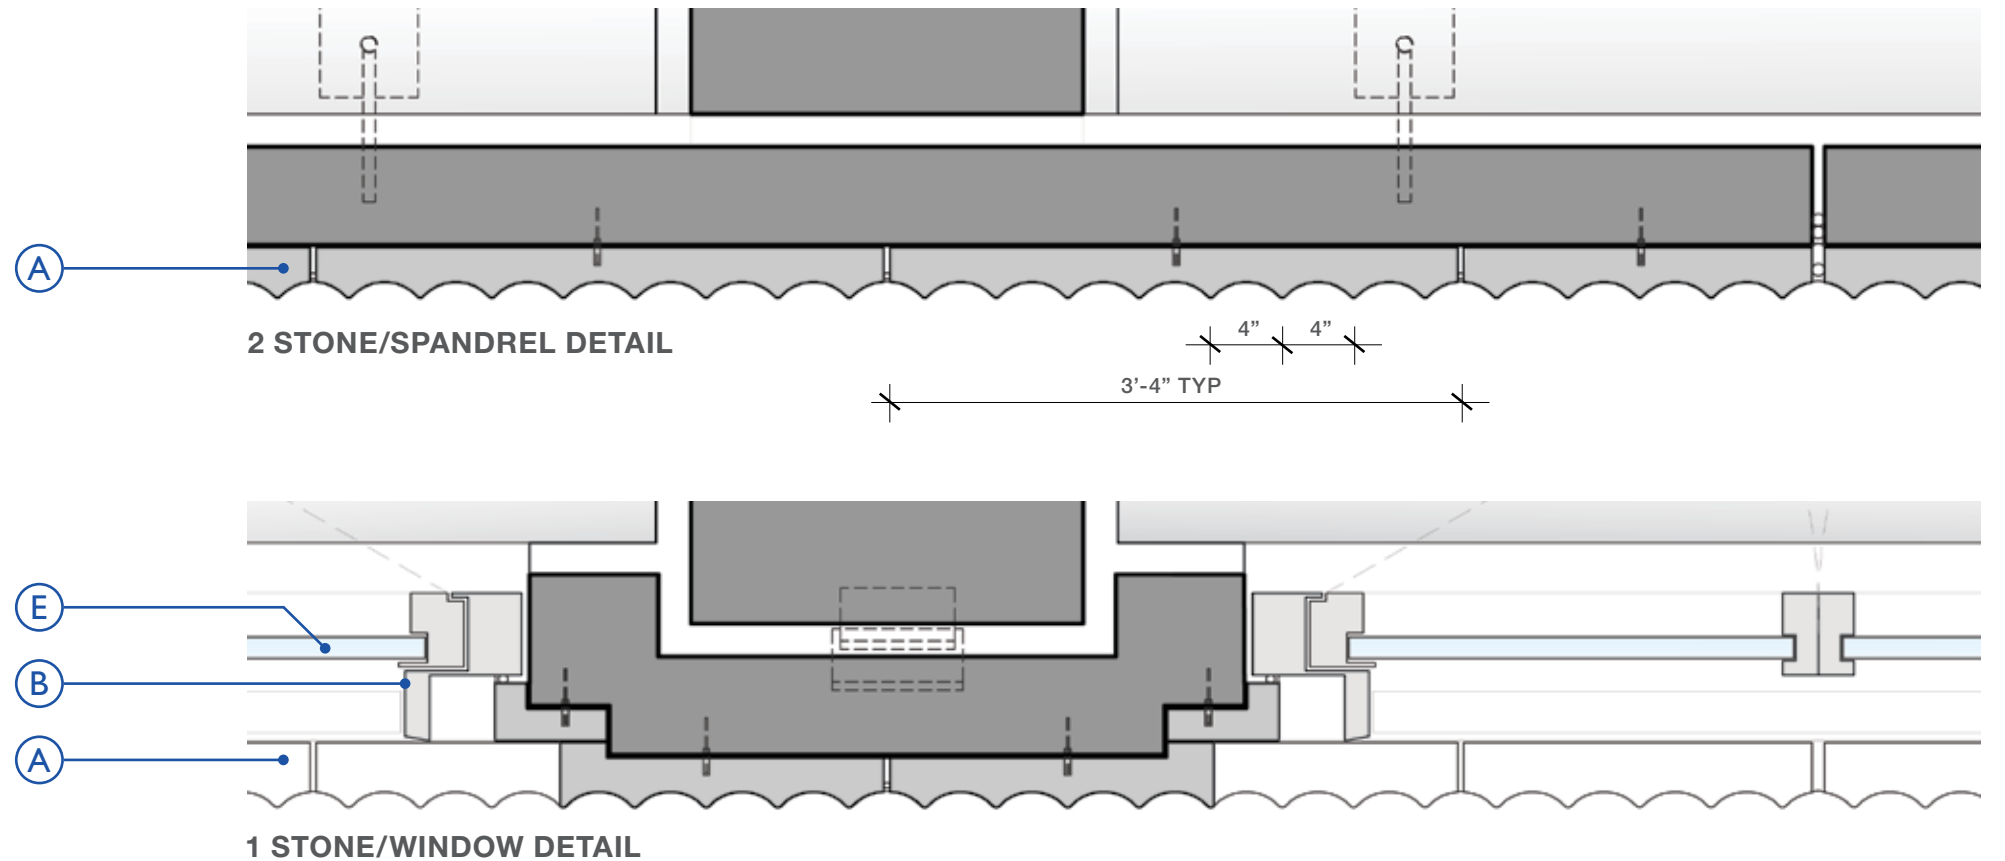 A
2 STONE/SPANDREL DETAIL
4” 4”
3’-4” TYP
E
B
A
1 STONE/WINDOW DETAIL